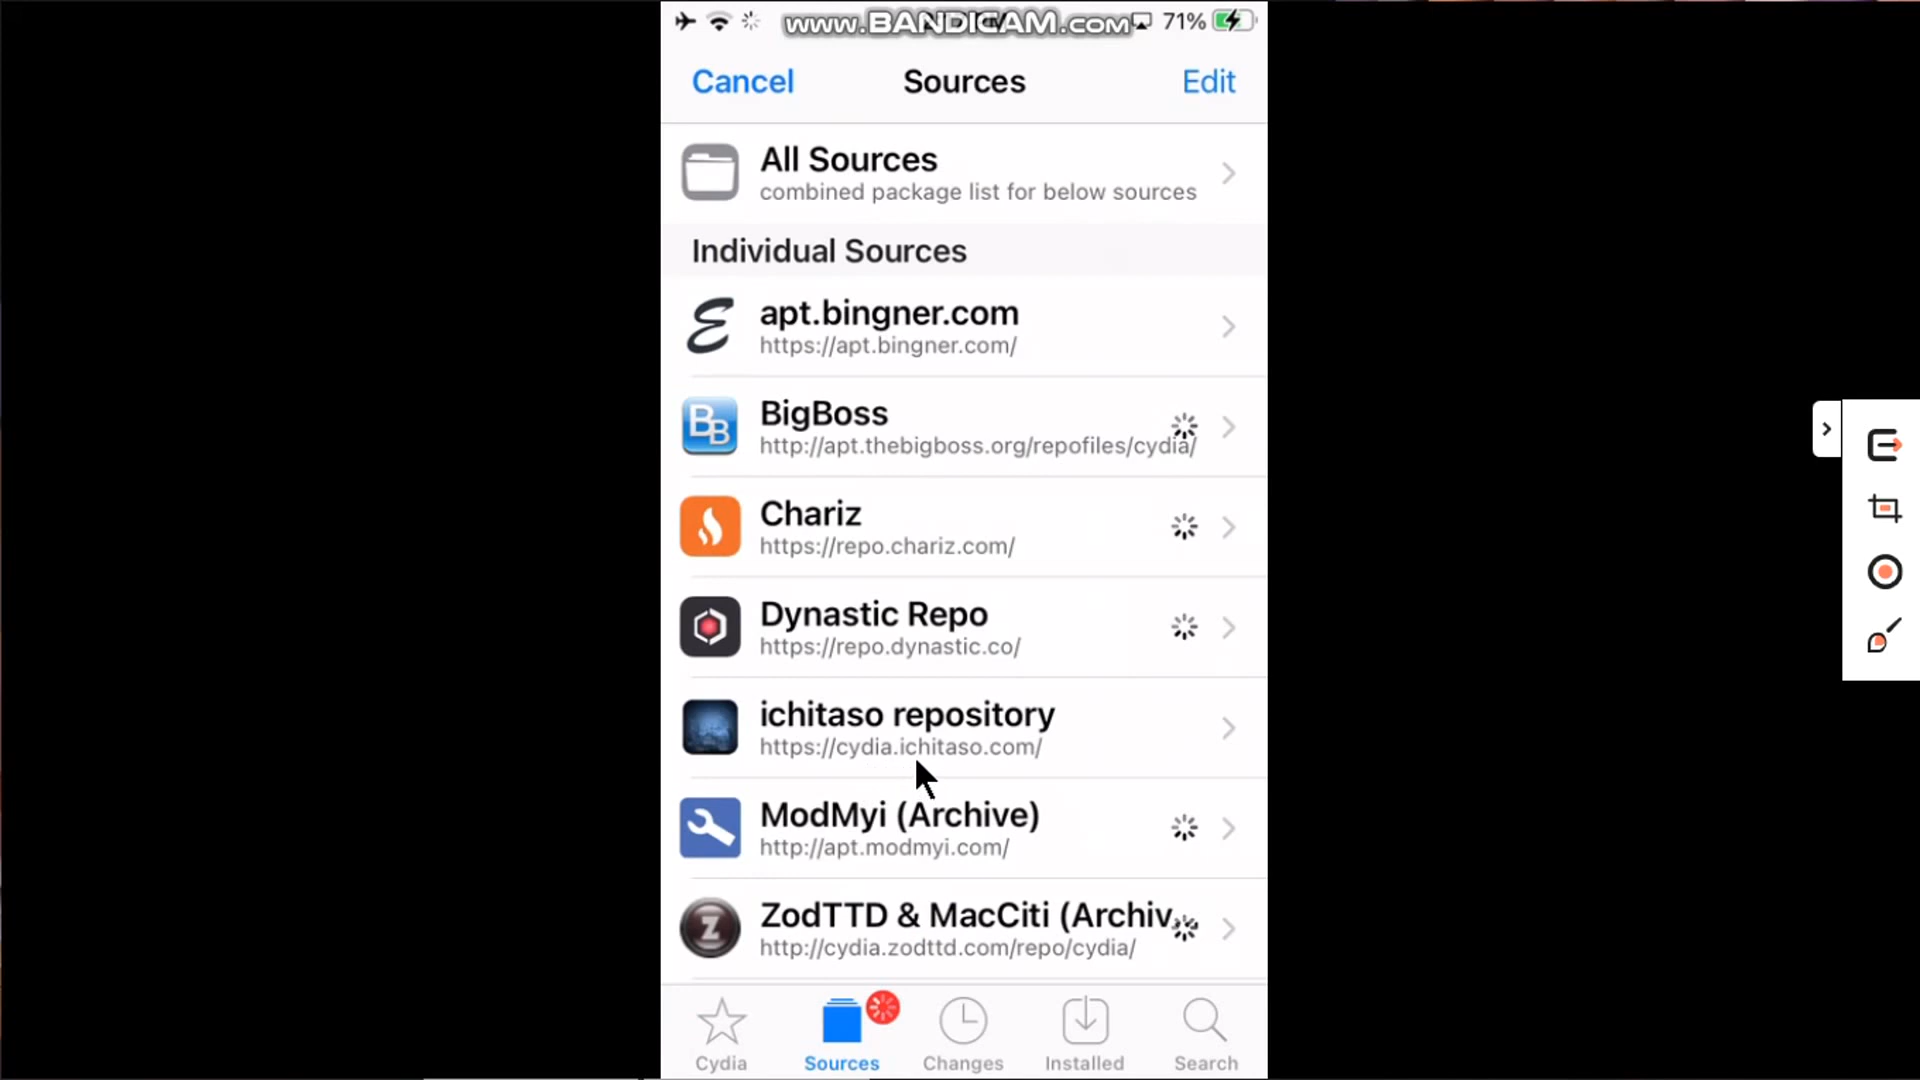 www.BANDICAM.com
71%
Cancel
Sources
Edit
All Sources
combined package list for below sources
Individual Sources
apt.bingner.com
https://apt.bingner.com/
BigBoss
http://apt.thebigboss.org/repofiles/cydia/
Chariz
https://repo.chariz.com/
Dynastic Repo
https://repo.dynastic.co/
ichitaso repository
https://cydia.ichitaso.com/
ModMyi (Archive)
http://apt.modmyi.com/
ZodTTD & MacCiti (Archiv
http://cydia.zodttd.com/repo/cydia/
Cydia
Sources
Changes
Installed
Search